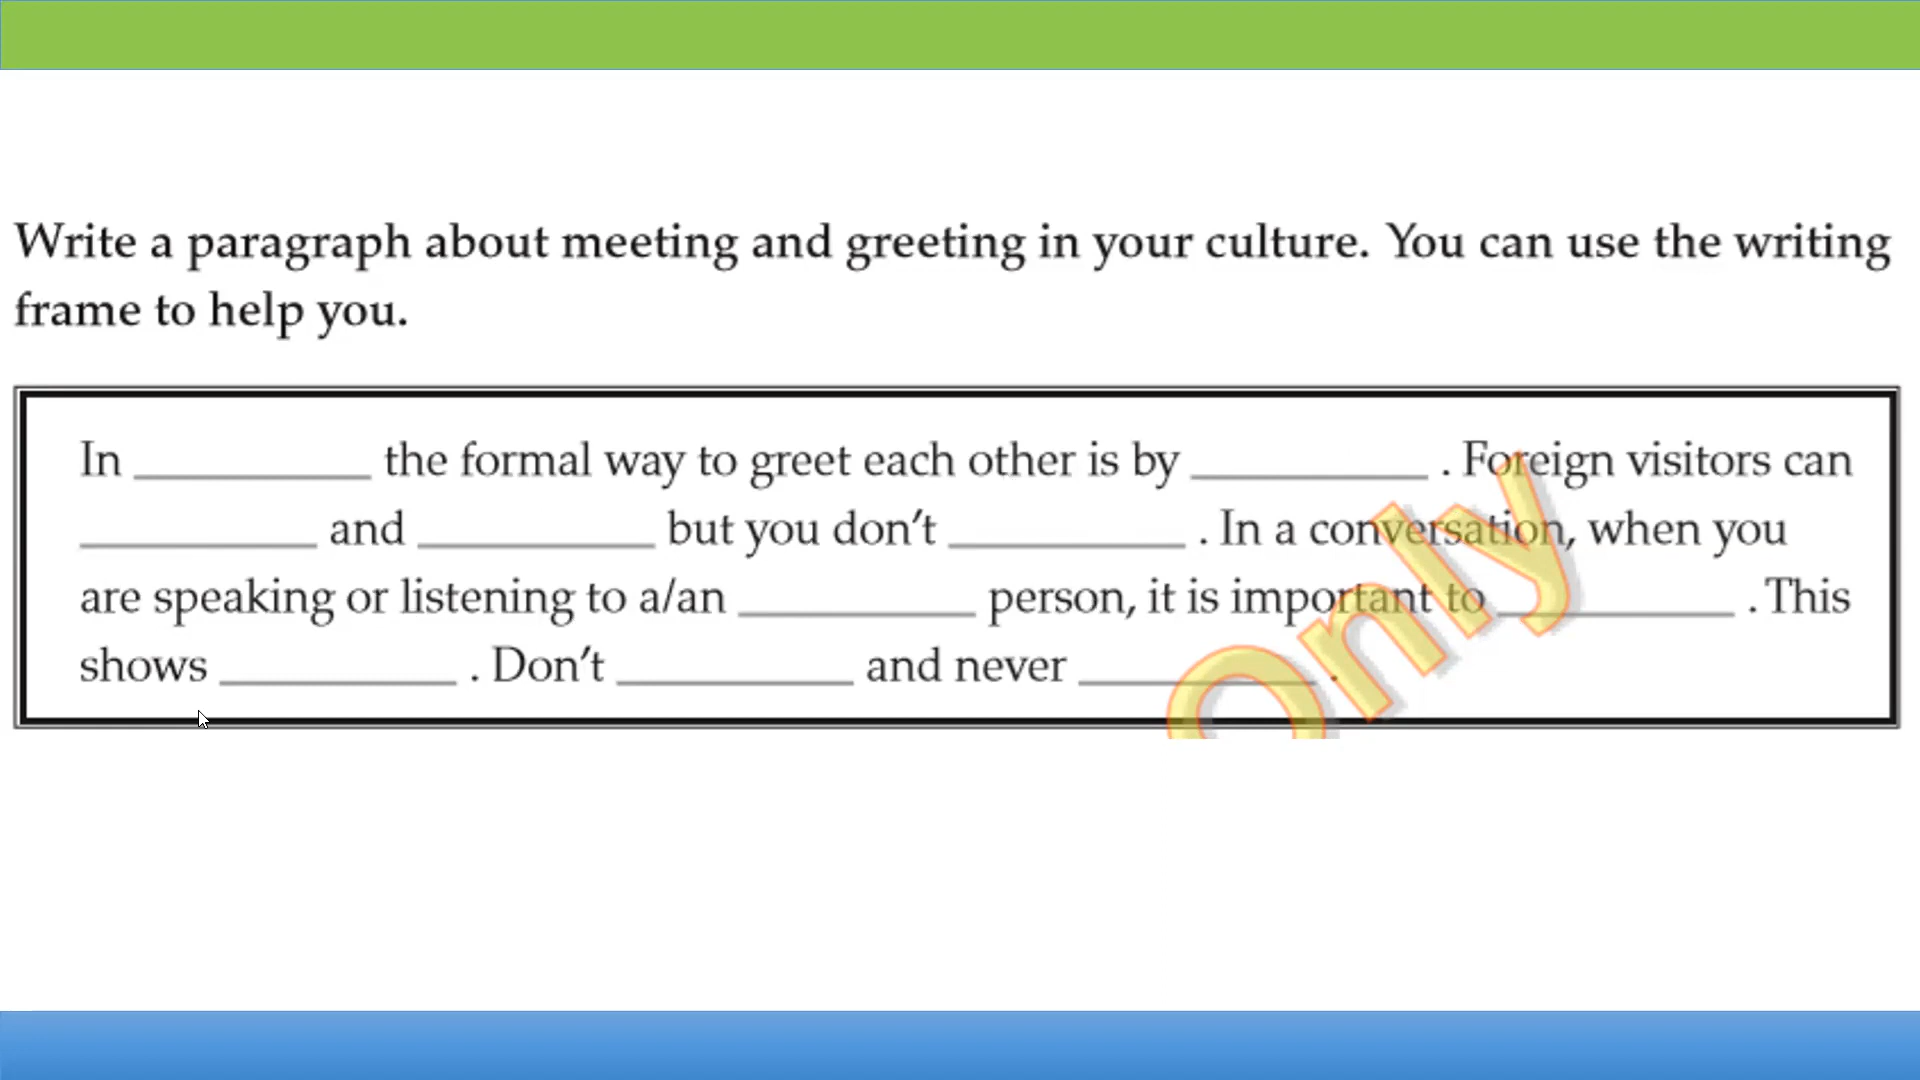 Write a paragraph about meeting and greeting in your culture. You can use the writing
frame to help you.
In __________ the formal way to greet each other is by __________ . Foreign visitors can
__________ and __________ but you don’t __________ . In a conversation, when you
are speaking or listening to a/an __________ person, it is important to __________ . This
shows __________ . Don’t __________ and never __________ .
Only